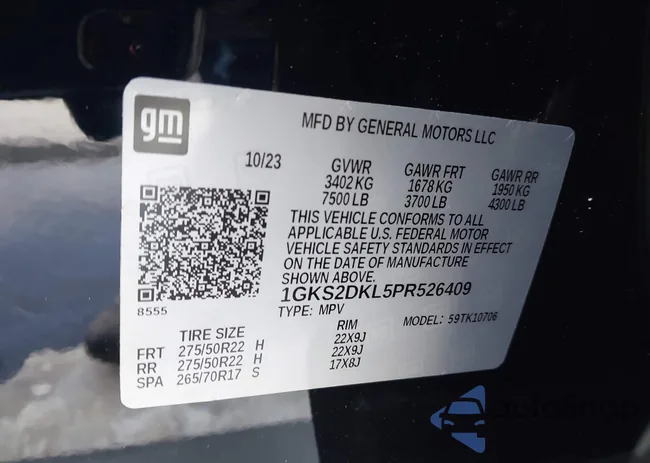 gm
MFD BY GENERAL MOTORS LLC
10/23 GVWR GAWR FRT GAWR RR
3402 KG 1678 KG 1950 KG
7500 LB 3700 LB 4300 LB
THIS VEHICLE CONFORMS TO ALL
APPLICABLE U.S. FEDERAL MOTOR
VEHICLE SAFETY STANDARDS IN EFFECT
ON THE DATE OF MANUFACTURE
SHOWN ABOVE.
1GKS2DKL5PR526409
8555
TYPE: MPV MODEL: 59TK10706
TIRE SIZE RIM
FRT 275/50R22 H 22X9J
RR 275/50R22 H 22X9J
SPA 265/70R17 S 17X8J